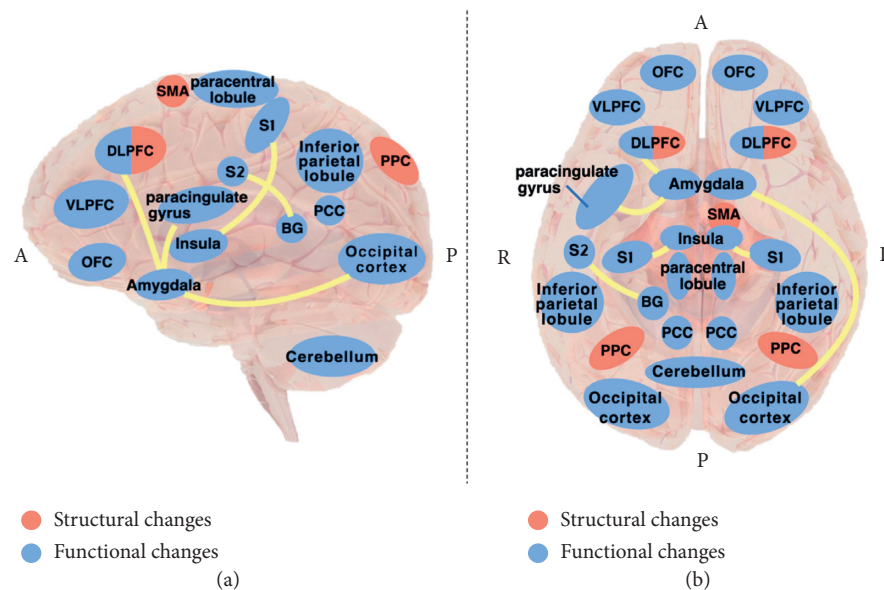 SMA
paracentral
lobule
S1
DLPFC
Inferior
parietal
lobule
PPC
S2
VLPFC
paracingulate
gyrus
PCC
BG
Insula
A
OFC
Occipital
cortex
P
Amygdala
Cerebellum
Structural changes
Functional changes
(a)
A
OFC
OFC
VLPFC
VLPFC
DLPFC
DLPFC
paracingulate
gyrus
Amygdala
SMA
R
S2
S1
Insula
S1
paracentral
lobule
Inferior
parietal
lobule
BG
Inferior
parietal
lobule
PCC
PCC
PPC
PPC
Cerebellum
Occipital
cortex
Occipital
cortex
P
Structural changes
Functional changes
(b)